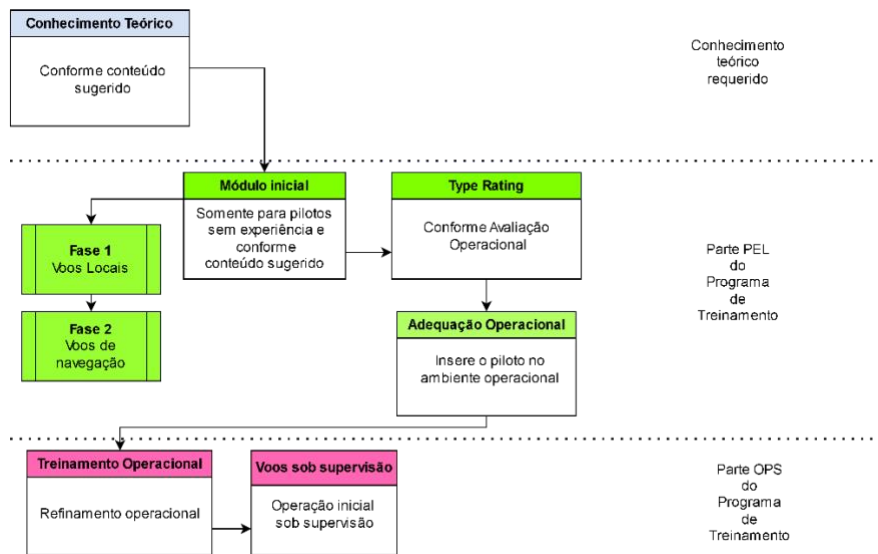 Conhecimento Teórico
Conforme conteúdo
sugerido
Conhecimento
teórico
requerido
Módulo inicial
Somente para pilotos
sem experiência e
conforme
conteúdo sugerido
Type Rating
Conforme Avaliação
Operacional
Fase 1
Voos Locais
Fase 2
Voos de
navegação
Adequação Operacional
Insere o piloto no
ambiente operacional
Parte PEL
do
Programa
de
Treinamento
Treinamento Operacional
Refinamento operacional
Voos sob supervisão
Operação inicial
sob supervisão
Parte OPS
do
Programa
de
Treinamento